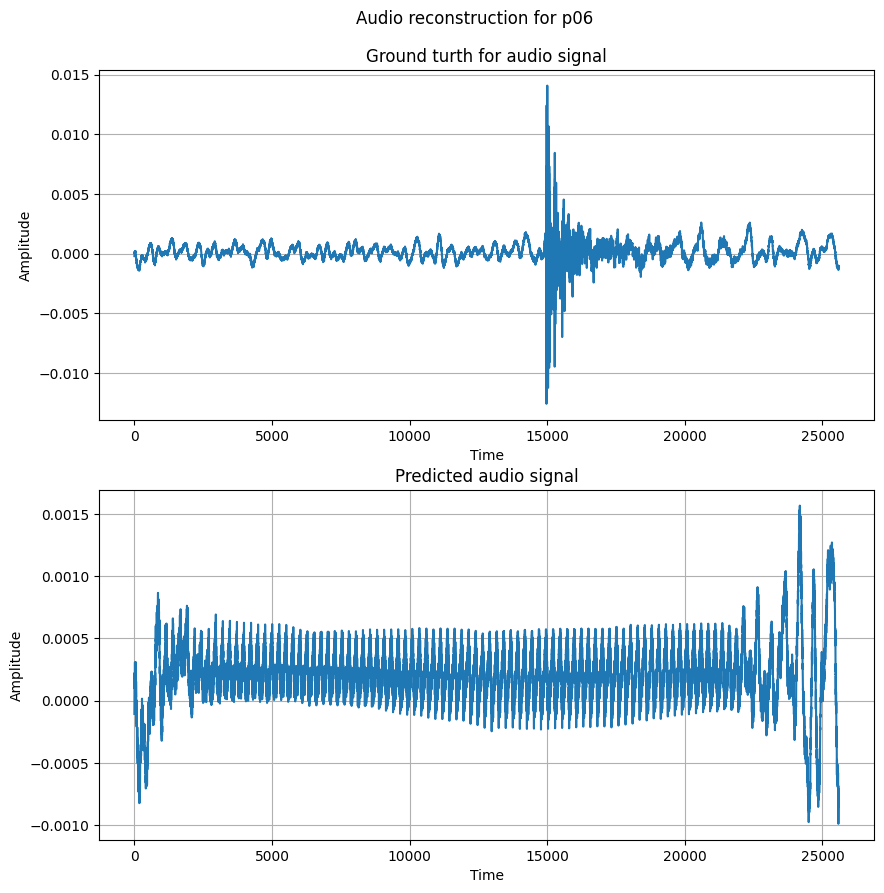 Audio reconstruction for p06
Ground turth for audio signal
0.015
0.010
0.005
0.000
−0.005
−0.010
Amplitude
0 5000 10000 15000 20000 25000
Time
Predicted audio signal
0.0015
0.0010
0.0005
0.0000
−0.0005
−0.0010
Amplitude
0 5000 10000 15000 20000 25000
Time